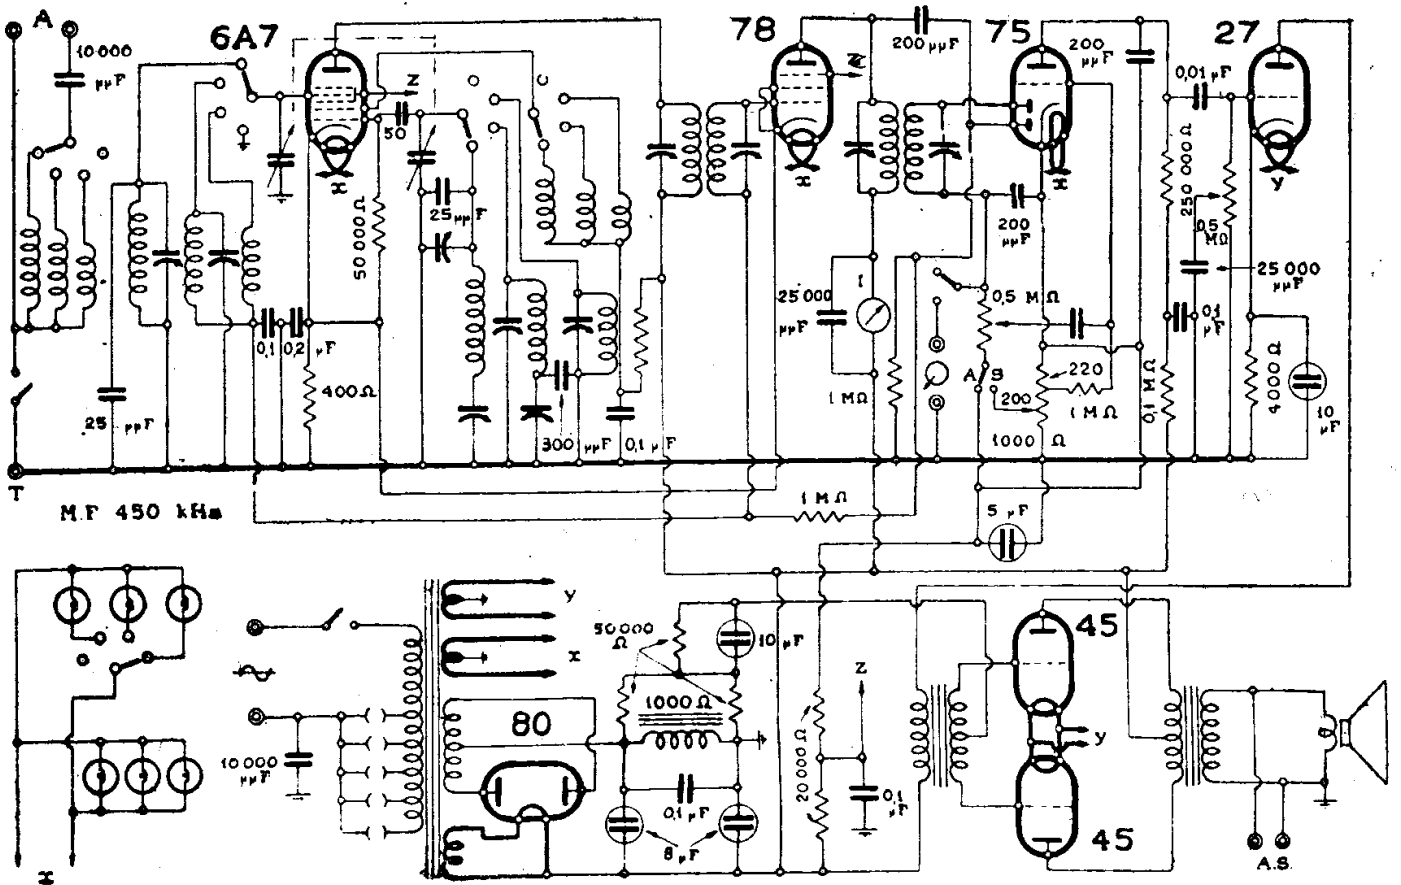 A
10 000
µµF
6A7
Z
50
C
78
N
200 µµF
75
200
µµF
0,01 µF
27
x
50 000 Ω
25 µµF
x
200
µµF
x
250 000 Ω
0,5
MΩ
y
25 000
µµF
0,1
µF
0,1 0,2 µF
400 Ω
25 µµF
300 µµF
0,1 µF
25 000
µµF
I
1 MΩ
0,5 MΩ
A B
220
200
1 MΩ
1000 Ω
0,1 MΩ
4000 Ω
10
µF
T
M.F 450 kHz
1 MΩ
5 µF
y
x
50 000
Ω
10 µF
1000 Ω
Z
20 000 Ω
0,1
µF
45
y
45
80
10 000
µµF
0,1 µF
8 µF
A.S.
x